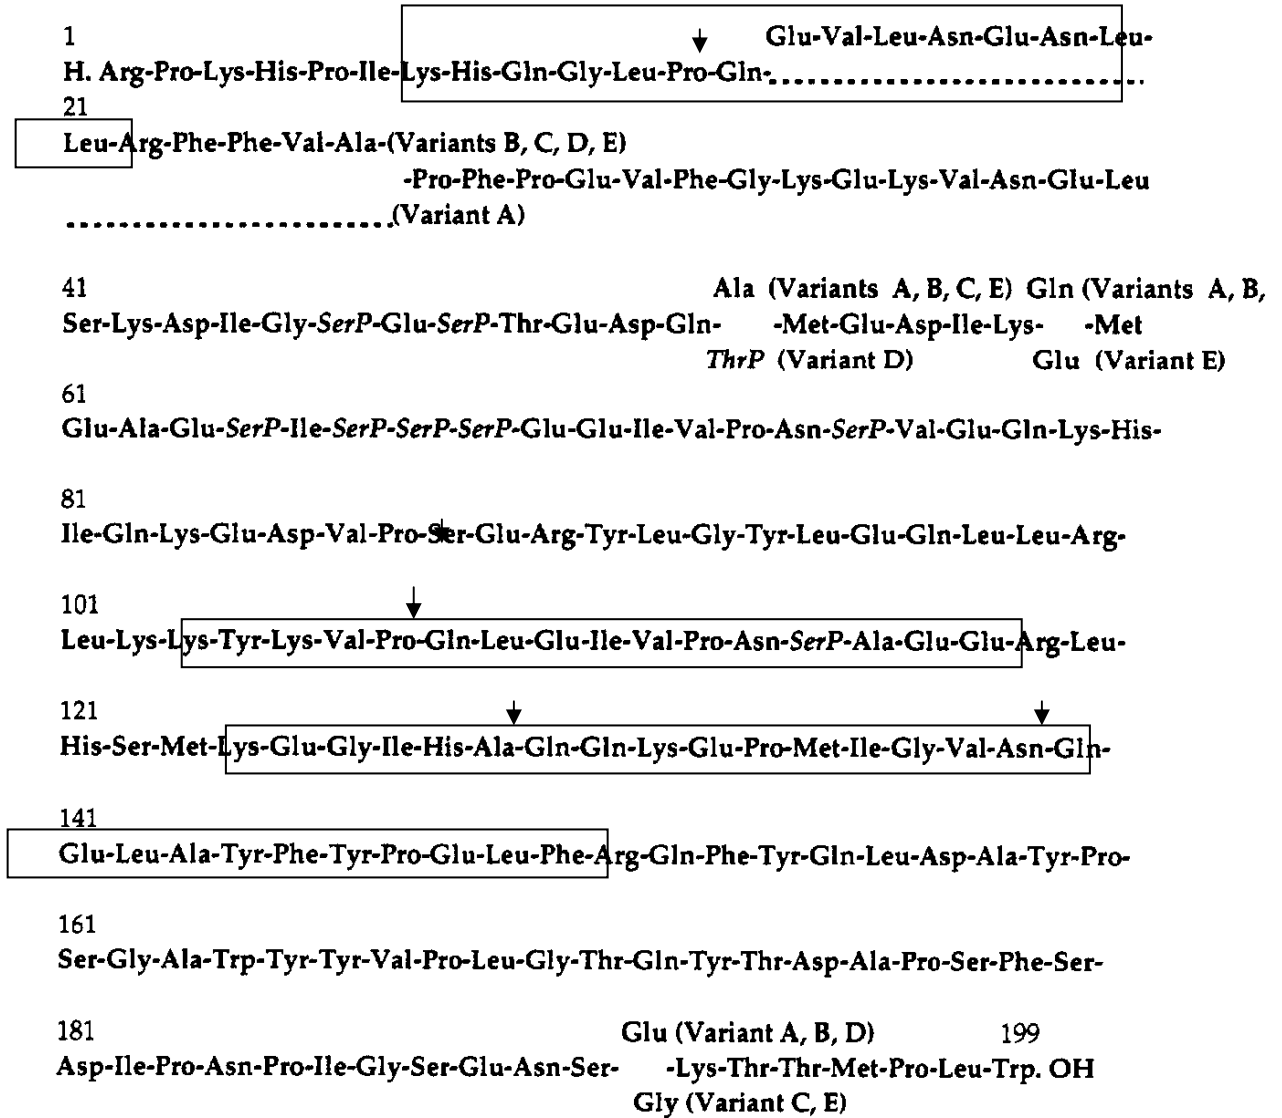 1
Glu-Val-Leu-Asn-Glu-Asn-Leu-
H. Arg-Pro-Lys-His-Pro-Ile-Lys-His-Gln-Gly-Leu-Pro-Gln-
21
Leu-Arg-Phe-Phe-Val-Ala-(Variants B, C, D, E)
-Pro-Phe-Pro-Glu-Val-Phe-Gly-Lys-Glu-Lys-Val-Asn-Glu-Leu
(Variant A)
41
Ala (Variants A, B, C, E) Gln (Variants A, B,
Ser-Lys-Asp-Ile-Gly-SerP-Glu-SerP-Thr-Glu-Asp-Gln- -Met-Glu-Asp-Ile-Lys- -Met
ThrP (Variant D) Glu (Variant E)
61
Glu-Ala-Glu-SerP-Ile-SerP-SerP-SerP-Glu-Glu-Ile-Val-Pro-Asn-SerP-Val-Glu-Gln-Lys-His-
81
Ile-Gln-Lys-Glu-Asp-Val-Pro-Ser-Glu-Arg-Tyr-Leu-Gly-Tyr-Leu-Glu-Gln-Leu-Leu-Arg-
101
Leu-Lys-Lys-Tyr-Lys-Val-Pro-Gln-Leu-Glu-Ile-Val-Pro-Asn-SerP-Ala-Glu-Glu-Arg-Leu-
121
His-Ser-Met-Lys-Glu-Gly-Ile-His-Ala-Gln-Gln-Lys-Glu-Pro-Met-Ile-Gly-Val-Asn-Gln-
141
Glu-Leu-Ala-Tyr-Phe-Tyr-Pro-Glu-Leu-Phe-Arg-Gln-Phe-Tyr-Gln-Leu-Asp-Ala-Tyr-Pro-
161
Ser-Gly-Ala-Trp-Tyr-Tyr-Val-Pro-Leu-Gly-Thr-Gln-Tyr-Thr-Asp-Ala-Pro-Ser-Phe-Ser-
181 Glu (Variant A, B, D) 199
Asp-Ile-Pro-Asn-Pro-Ile-Gly-Ser-Glu-Asn-Ser- -Lys-Thr-Thr-Met-Pro-Leu-Trp. OH
Gly (Variant C, E)